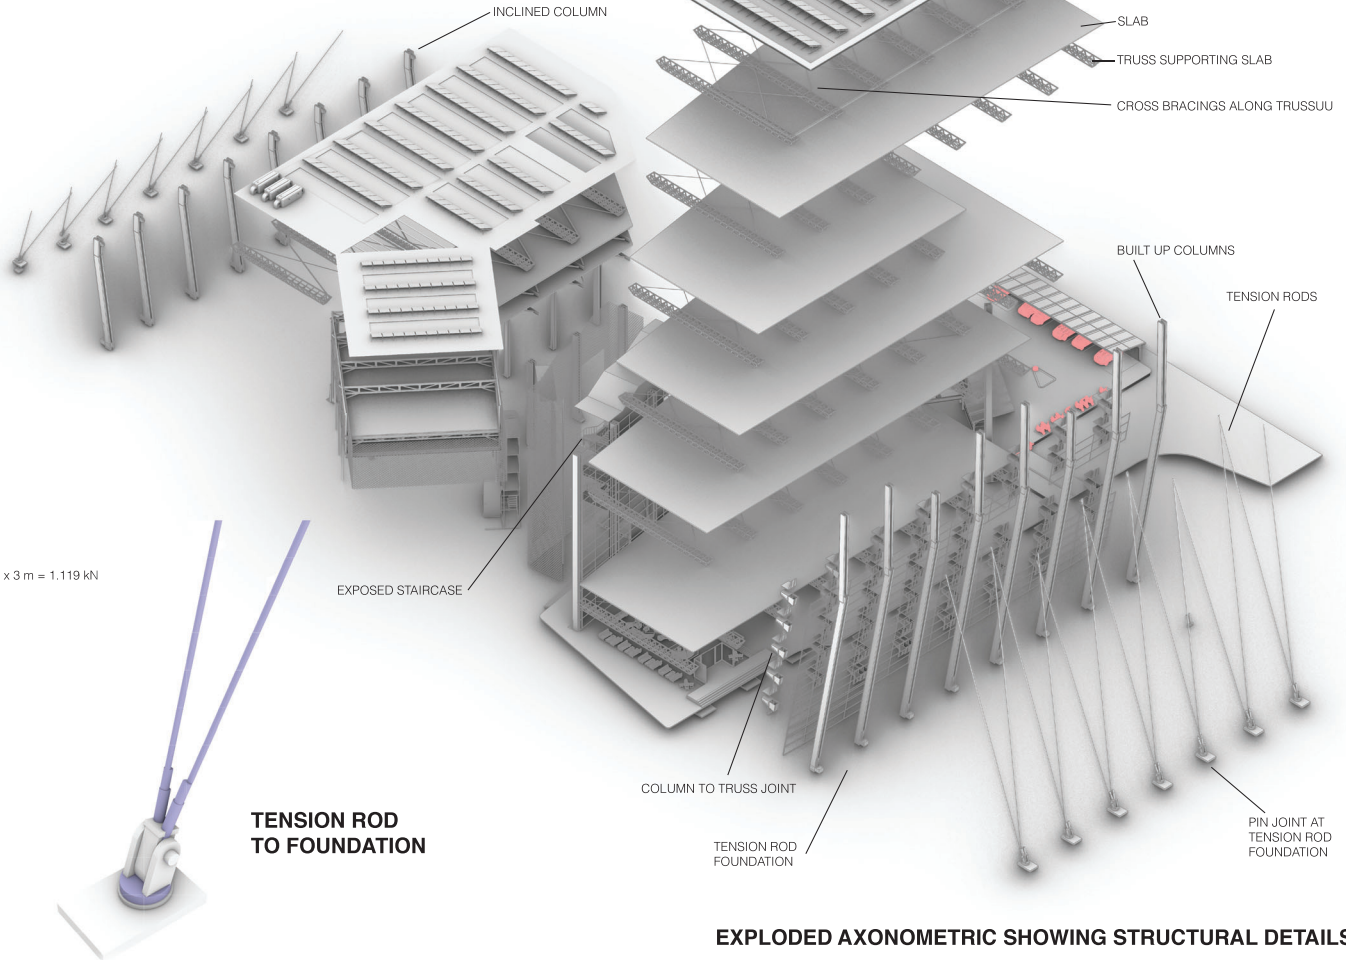 INCLINED COLUMN
SLAB
TRUSS SUPPORTING SLAB
CROSS BRACINGS ALONG TRUSSUU
BUILT UP COLUMNS
TENSION RODS
x 3 m = 1.119 kN
EXPOSED STAIRCASE
COLUMN TO TRUSS JOINT
TENSION ROD
TO FOUNDATION
TENSION ROD
FOUNDATION
PIN JOINT AT
TENSION ROD
FOUNDATION
EXPLODED AXONOMETRIC SHOWING STRUCTURAL DETAILS